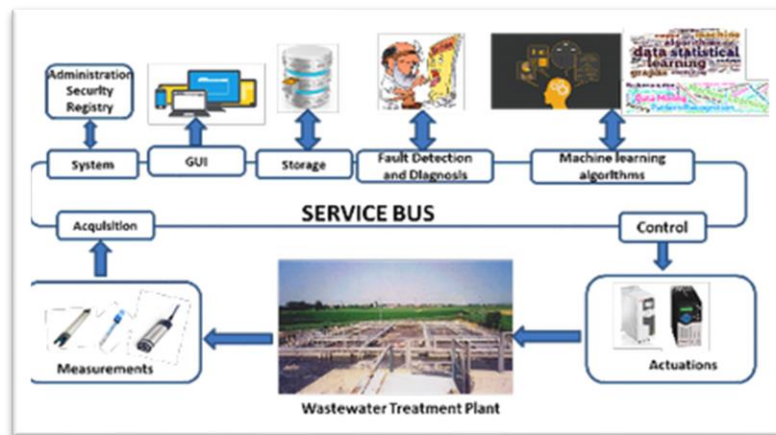 Administration
Security
Registry
data statistical
learning
System
GUI
Storage
Fault Detection
and Diagnosis
Machine learning
algorithms
SERVICE BUS
Acquisition
Control
Measurements
Actuations
Wastewater Treatment Plant